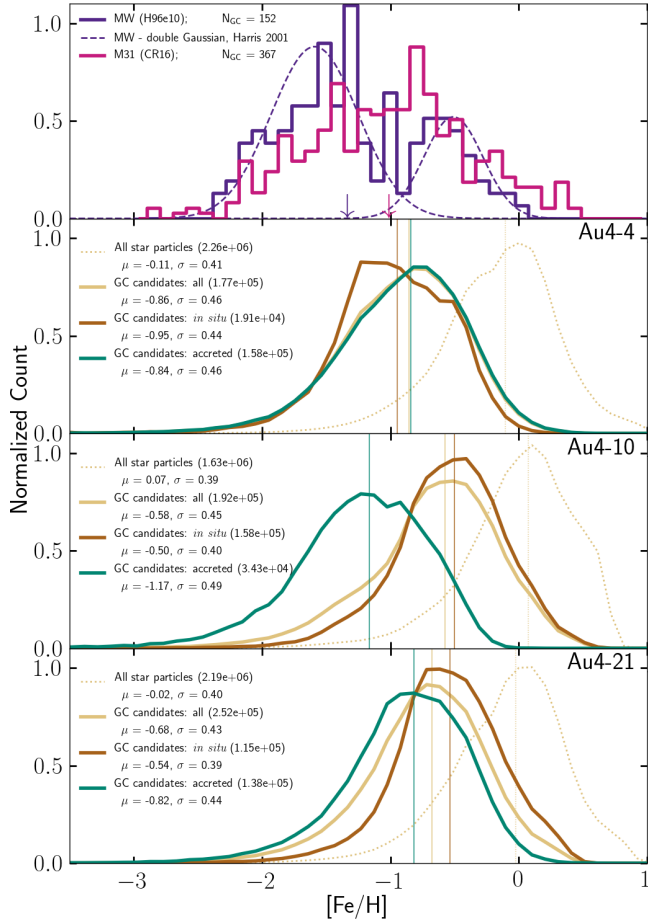 MW (H96e10); N_GC = 152
MW - double Gaussian, Harris 2001
M31 (CR16); N_GC = 367
1.0
0.5
0.0
Au4-4
All star particles (2.26e+06)
μ = -0.11, σ = 0.41
GC candidates: all (1.77e+05)
μ = -0.86, σ = 0.46
GC candidates: in situ (1.91e+04)
μ = -0.95, σ = 0.44
GC candidates: accreted (1.58e+05)
μ = -0.84, σ = 0.46
1.0
0.5
0.0
Normalized Count
Au4-10
All star particles (1.63e+06)
μ = 0.07, σ = 0.39
GC candidates: all (1.92e+05)
μ = -0.58, σ = 0.45
GC candidates: in situ (1.58e+05)
μ = -0.50, σ = 0.40
GC candidates: accreted (3.43e+04)
μ = -1.17, σ = 0.49
1.0
0.5
0.0
Au4-21
All star particles (2.19e+06)
μ = -0.02, σ = 0.40
GC candidates: all (2.52e+05)
μ = -0.68, σ = 0.43
GC candidates: in situ (1.15e+05)
μ = -0.54, σ = 0.39
GC candidates: accreted (1.38e+05)
μ = -0.82, σ = 0.44
1.0
0.5
0.0
−3 −2 −1 0 1
[Fe/H]